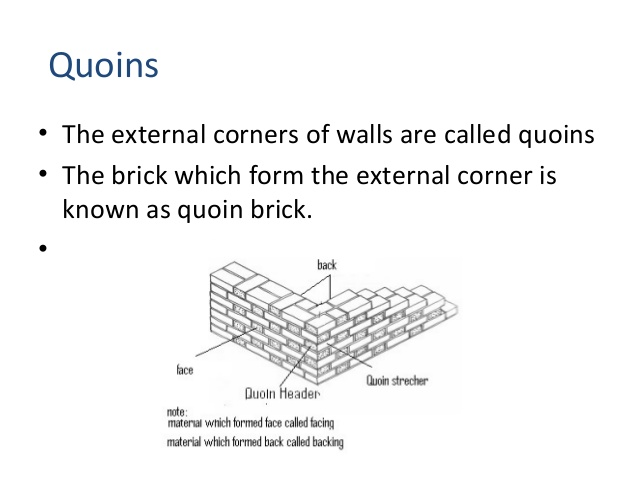 Quoins
• The external corners of walls are called quoins
• The brick which form the external corner is
known as quoin brick.
•
back
face
Quoin Header
Quoin strecher
note:
material which formed face called facing
material which formed back called backing